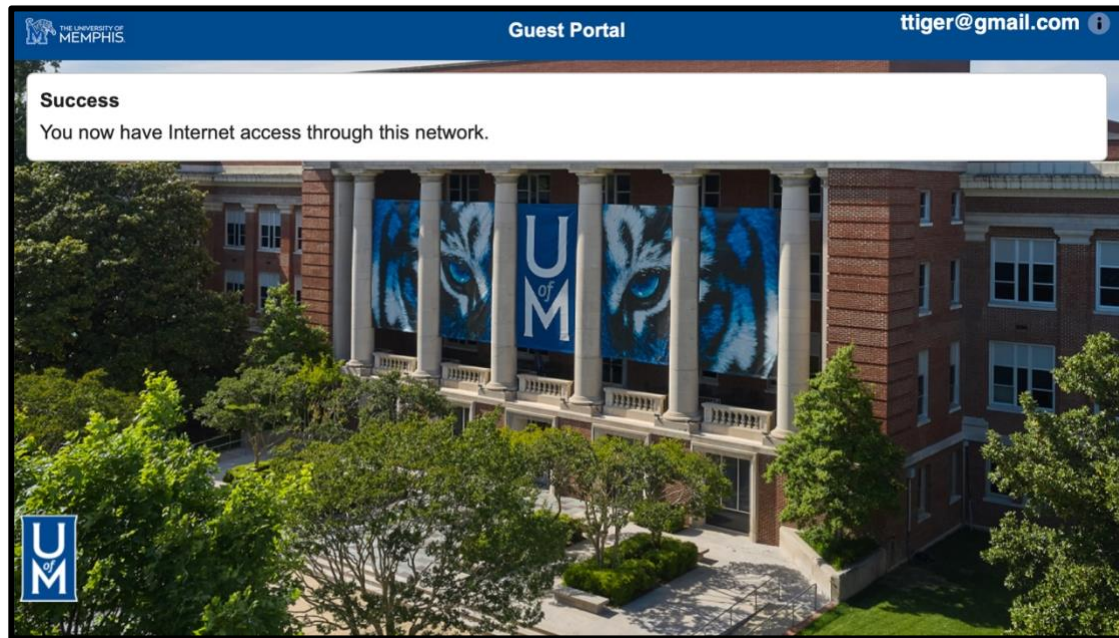 THE UNIVERSITY OF
MEMPHIS.
Guest Portal
ttiger@gmail.com i
Success
You now have Internet access through this network.
U
of
M
U
of
M